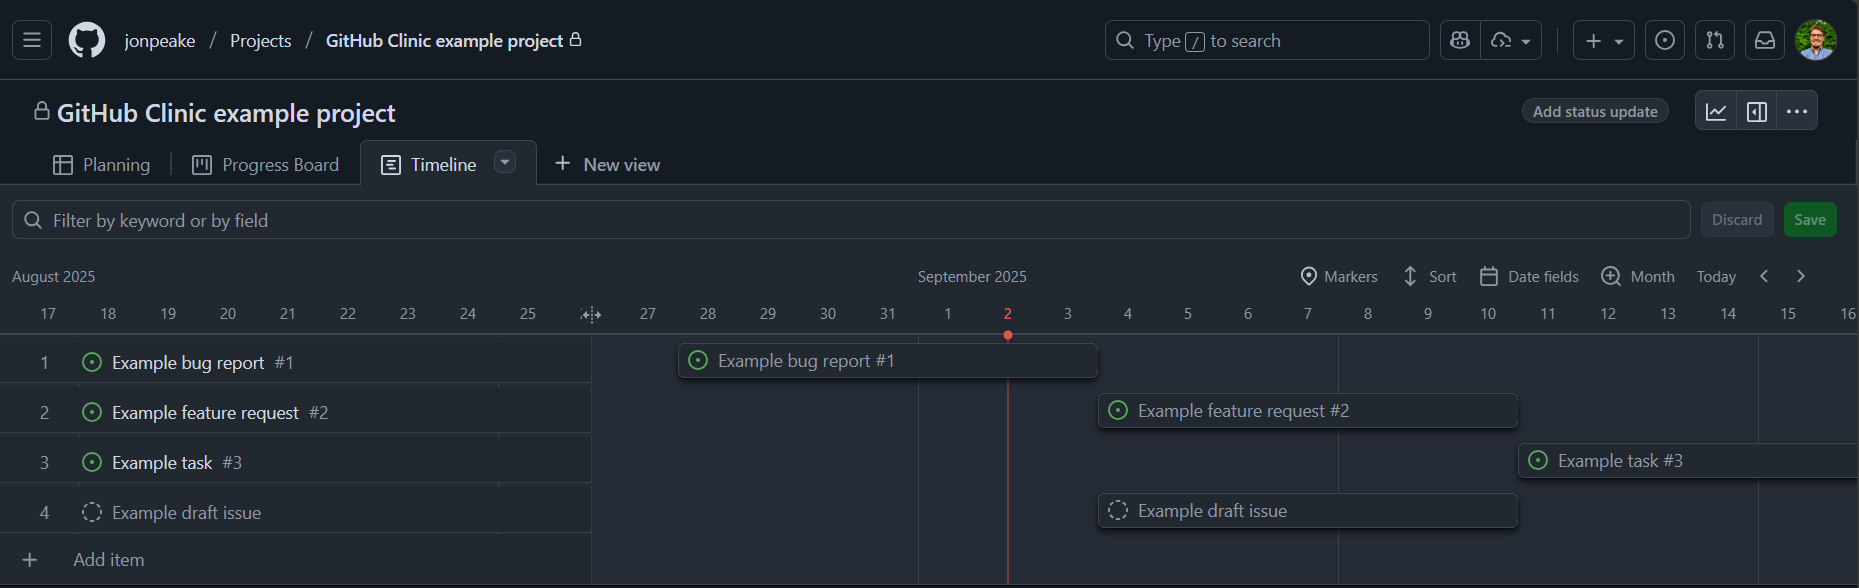 jonpeake / Projects / GitHub Clinic example project
Type / to search
GitHub Clinic example project
Add status update
Planning
Progress Board
Timeline
New view
Filter by keyword or by field
Discard
Save
August 2025
September 2025
Markers
Sort
Date fields
Month
Today
17 18 19 20 21 22 23 24 25 27 28 29 30 31 1 2 3 4 5 6 7 8 9 10 11 12 13 14 15 16
1 Example bug report #1
Example bug report #1
2 Example feature request #2
Example feature request #2
3 Example task #3
Example task #3
4 Example draft issue
Example draft issue
+ Add item